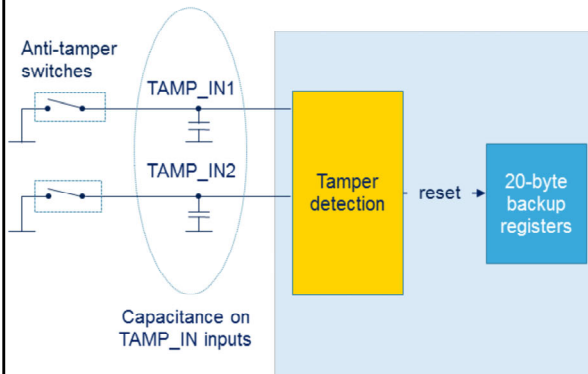 Anti-tamper
switches
TAMP_IN1
TAMP_IN2
Tamper
detection
reset
20-byte
backup
registers
Capacitance on
TAMP_IN inputs